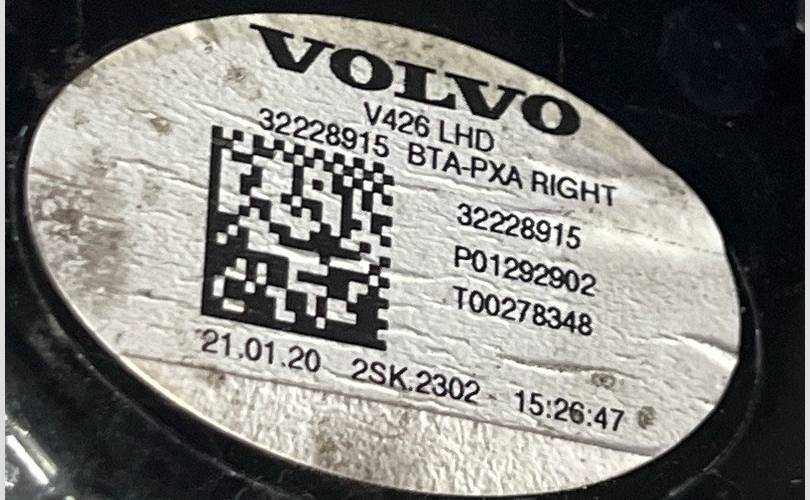 VOLVO
V426 LHD
32228915 BTA-PXA RIGHT
32228915
P01292902
T00278348
21.01.20 2SK.2302 15:26:47